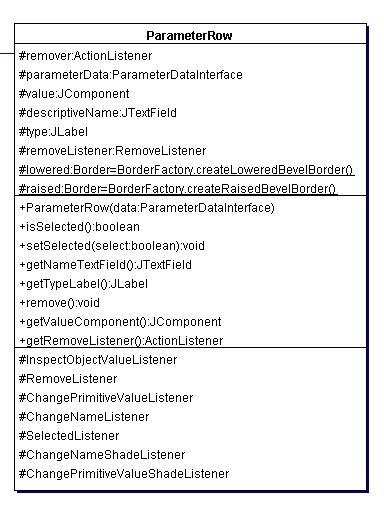 ParameterRow
#remover:ActionListener
#parameterData:ParameterDataInterface
#value:JComponent
#descriptiveName:JTextField
#type:JLabel
#removeListener:RemoveListener
#lowered:Border=BorderFactory.createLoweredBevelBorder()
#raised:Border=BorderFactory.createRaisedBevelBorder()
+ParameterRow(data:ParameterDataInterface)
+isSelected():boolean
+setSelected(select:boolean):void
+getNameTextField():JTextField
+getTypeLabel():JLabel
+remove():void
+getValueComponent():JComponent
+getRemoveListener():ActionListener
#InspectObjectValueListener
#RemoveListener
#ChangePrimitiveValueListener
#ChangeNameListener
#SelectedListener
#ChangeNameShadeListener
#ChangePrimitiveValueShadeListener